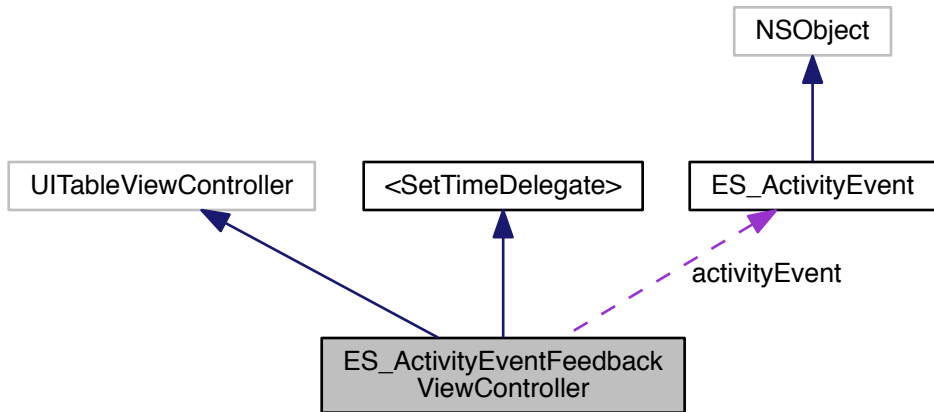 NSObject
UITableViewController
<SetTimeDelegate>
ES_ActivityEvent
activityEvent
ES_ActivityEventFeedback
ViewController